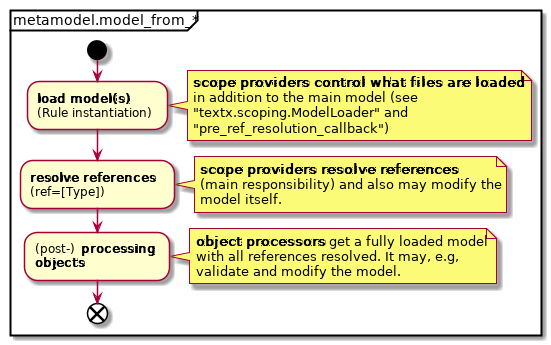 metamodel.model_from_*
load model(s)
(Rule instantiation)
scope providers control what files are loaded
in addition to the main model (see
"textx.scoping.ModelLoader" and
"pre_ref_resolution_callback")
resolve references
(ref=[Type])
scope providers resolve references
(main responsibility) and also may modify the
model itself.
(post-) processing
objects
object processors get a fully loaded model
with all references resolved. It may, e.g,
validate and modify the model.